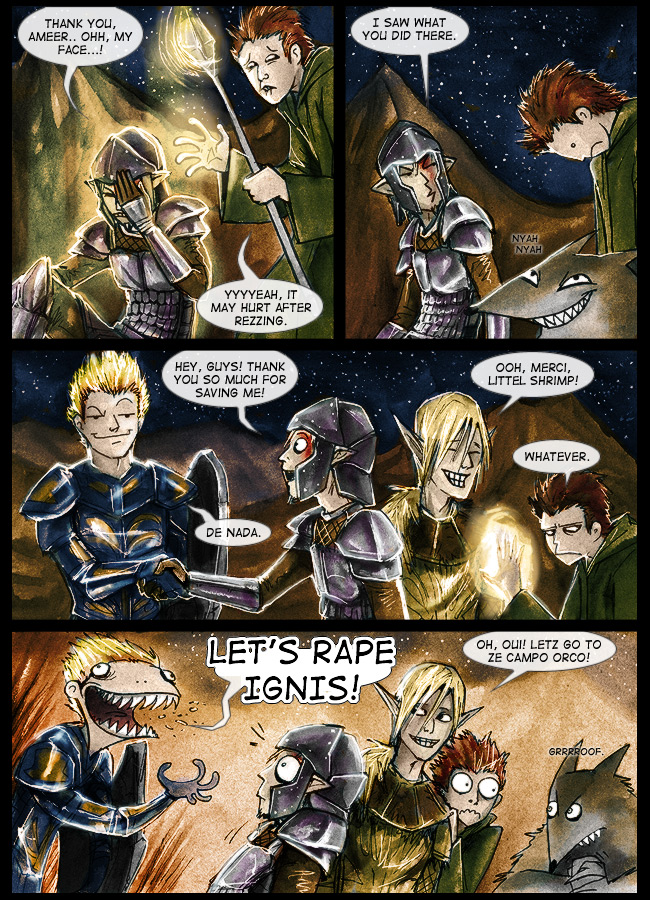 THANK YOU,
AMEER.. OHH, MY
FACE...!
YYYYEAH, IT
MAY HURT AFTER
REZZING.
I SAW WHAT
YOU DID THERE.
NYAH
NYAH
HEY, GUYS! THANK
YOU SO MUCH FOR
SAVING ME!
DE NADA.
OOH, MERCI,
LITTEL SHRIMP!
WHATEVER.
LET'S RAPE
IGNIS!
OH, OUI! LETZ GO TO
ZE CAMPO ORCO!
GRRRROOF.